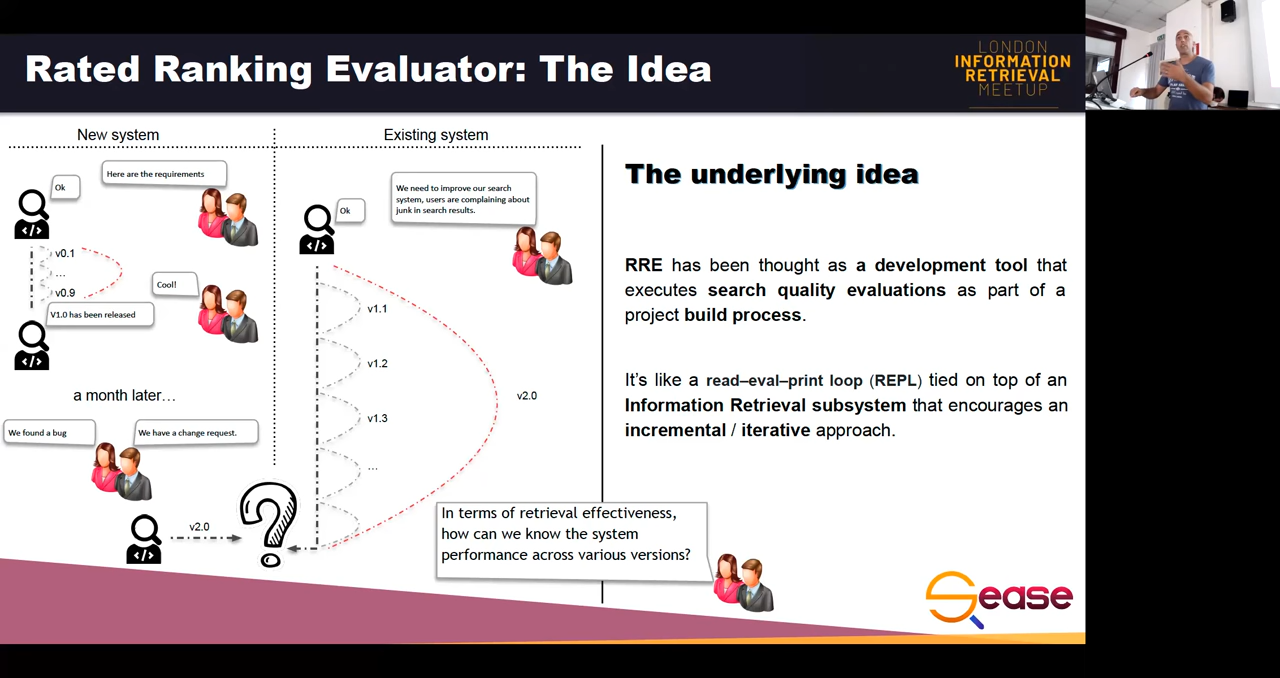 Rated Ranking Evaluator: The Idea
LONDON
INFORMATION
RETRIEVAL
MEETUP
New system
Existing system
Here are the requirements
Ok
v0.1
...
v0.9
Cool!
V1.0 has been released
a month later…
We found a bug
We have a change request.
v2.0
We need to improve our search
system, users are complaining about
junk in search results.
Ok
v1.1
v1.2
v1.3
...
v2.0
In terms of retrieval effectiveness,
how can we know the system
performance across various versions?
The underlying idea
RRE has been thought as a development tool that
executes search quality evaluations as part of a
project build process.
It's like a read–eval–print loop (REPL) tied on top of an
Information Retrieval subsystem that encourages an
incremental / iterative approach.
Sease